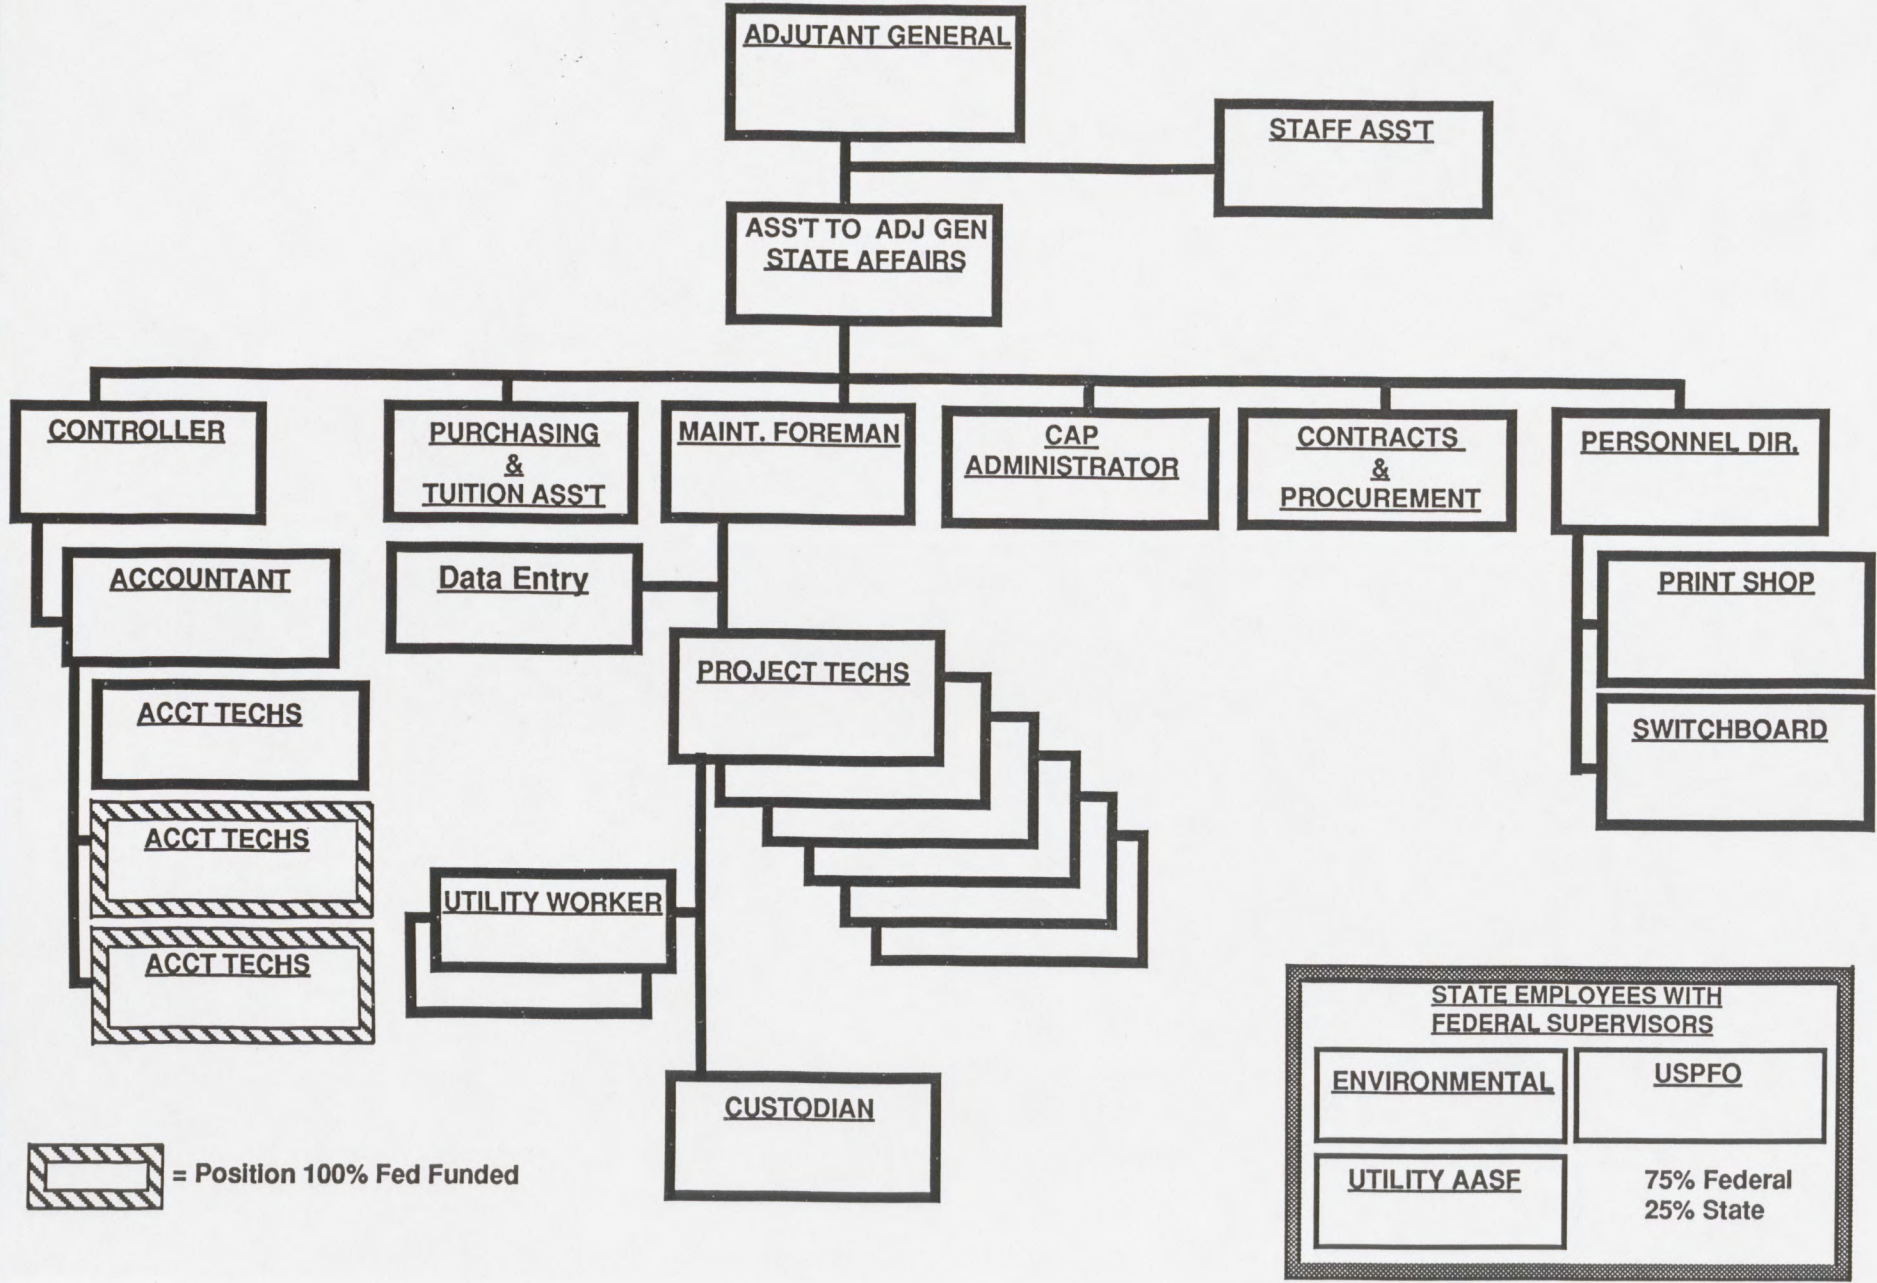 ADJUTANT GENERAL
STAFF ASS'T
ASS'T TO ADJ GEN
STATE AFFAIRS
CONTROLLER
PURCHASING
&
TUITION ASS'T
MAINT. FOREMAN
CAP
ADMINISTRATOR
CONTRACTS
&
PROCUREMENT
PERSONNEL DIR.
ACCOUNTANT
Data Entry
PRINT SHOP
PROJECT TECHS
ACCT TECHS
SWITCHBOARD
ACCT TECHS
UTILITY WORKER
ACCT TECHS
STATE EMPLOYEES WITH
FEDERAL SUPERVISORS
ENVIRONMENTAL
USPFO
CUSTODIAN
= Position 100% Fed Funded
UTILITY AASF
75% Federal
25% State